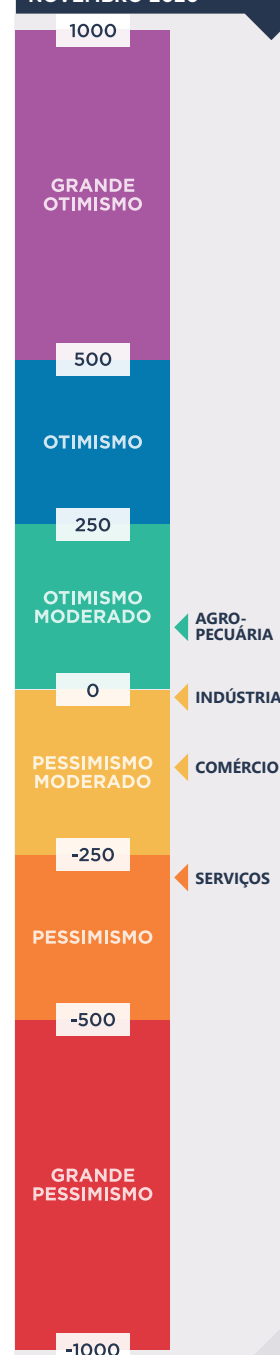 1000
GRANDE
OTIMISMO
500
OTIMISMO
250
OTIMISMO
MODERADO
AGRO-
PECUÁRIA
0
INDÚSTRIA
PESSIMISMO
MODERADO
COMÉRCIO
-250
SERVIÇOS
PESSIMISMO
-500
GRANDE
PESSIMISMO
-1000